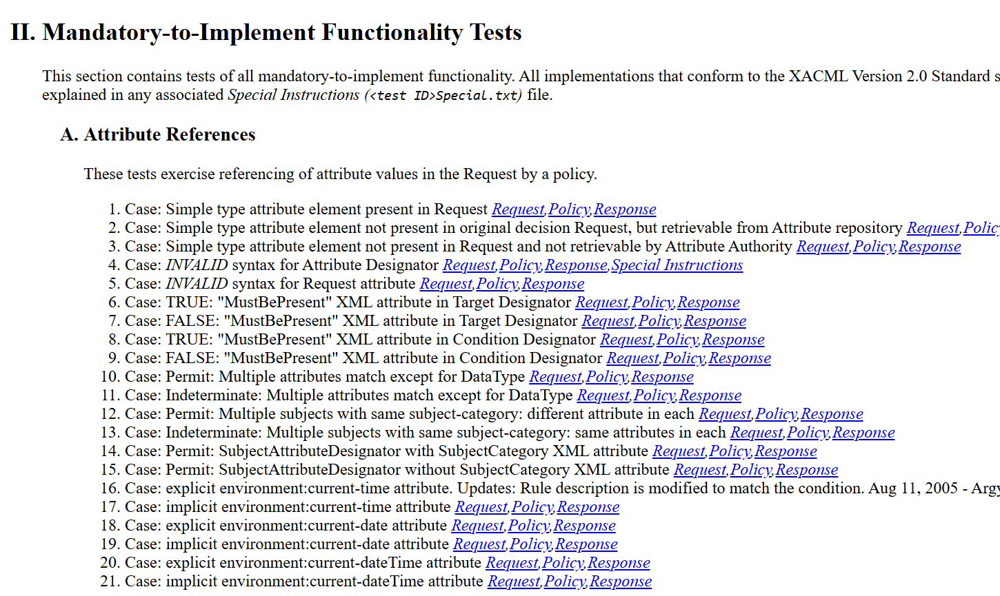 II. Mandatory-to-Implement Functionality Tests
This section contains tests of all mandatory-to-implement functionality. All implementations that conform to the XACML Version 2.0 Standard s
explained in any associated Special Instructions (<test ID>Special.txt) file.
A. Attribute References
These tests exercise referencing of attribute values in the Request by a policy.
1. Case: Simple type attribute element present in Request Request,Policy,Response
2. Case: Simple type attribute element not present in original decision Request, but retrievable from Attribute repository Request,Polic
3. Case: Simple type attribute element not present in Request and not retrievable by Attribute Authority Request,Policy,Response
4. Case: INVALID syntax for Attribute Designator Request,Policy,Response,Special Instructions
5. Case: INVALID syntax for Request attribute Request,Policy,Response
6. Case: TRUE: "MustBePresent" XML attribute in Target Designator Request,Policy,Response
7. Case: FALSE: "MustBePresent" XML attribute in Target Designator Request,Policy,Response
8. Case: TRUE: "MustBePresent" XML attribute in Condition Designator Request,Policy,Response
9. Case: FALSE: "MustBePresent" XML attribute in Condition Designator Request,Policy,Response
10. Case: Permit: Multiple attributes match except for DataType Request,Policy,Response
11. Case: Indeterminate: Multiple attributes match except for DataType Request,Policy,Response
12. Case: Permit: Multiple subjects with same subject-category: different attribute in each Request,Policy,Response
13. Case: Indeterminate: Multiple subjects with same subject-category: same attributes in each Request,Policy,Response
14. Case: Permit: SubjectAttributeDesignator with SubjectCategory XML attribute Request,Policy,Response
15. Case: Permit: SubjectAttributeDesignator without SubjectCategory XML attribute Request,Policy,Response
16. Case: explicit environment:current-time attribute. Updates: Rule description is modified to match the condition. Aug 11, 2005 - Argy
17. Case: implicit environment:current-time attribute Request,Policy,Response
18. Case: explicit environment:current-date attribute Request,Policy,Response
19. Case: implicit environment:current-date attribute Request,Policy,Response
20. Case: explicit environment:current-dateTime attribute Request,Policy,Response
21. Case: implicit environment:current-dateTime attribute Request,Policy,Response